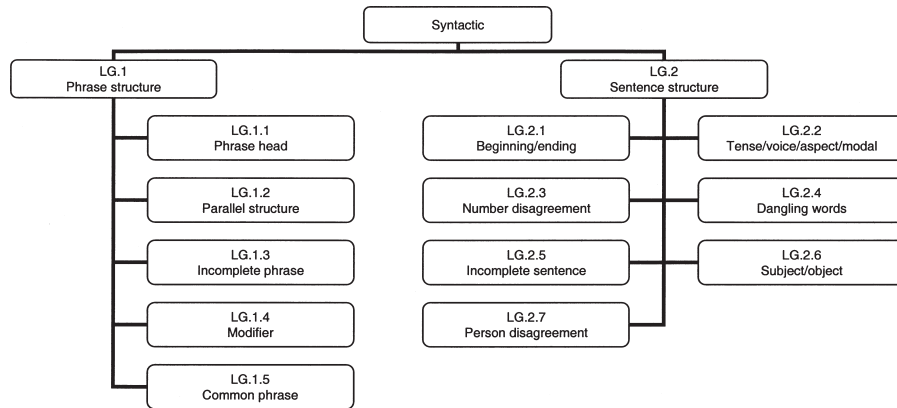 Syntactic
LG.1
Phrase structure
LG.2
Sentence structure
LG.1.1
Phrase head
LG.2.1
Beginning/ending
LG.2.2
Tense/voice/aspect/modal
LG.1.2
Parallel structure
LG.2.3
Number disagreement
LG.2.4
Dangling words
LG.1.3
Incomplete phrase
LG.2.5
Incomplete sentence
LG.2.6
Subject/object
LG.1.4
Modifier
LG.2.7
Person disagreement
LG.1.5
Common phrase